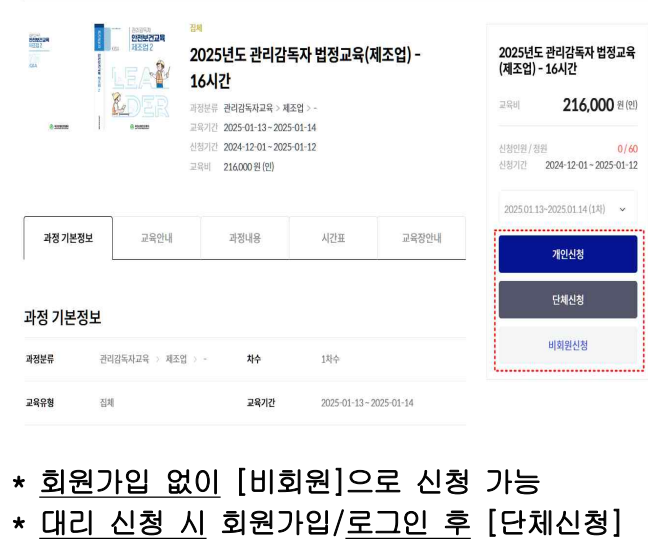 안전보건교육
제조업 2
LEADER
집체
2025년도 관리감독자 법정교육(제조업) -
16시간
과정분류 관리감독자교육 > 제조업 > -
교육기간 2025-01-13 ~ 2025-01-14
신청기간 2024-12-01 ~ 2025-01-12
교육비 216,000 원 (인)
2025년도 관리감독자 법정교육
(제조업) - 16시간
교육비 216,000 원 (인)
신청인원 / 정원 0 / 60
신청기간 2024-12-01 ~ 2025-01-12
2025.01.13~2025.01.14 (1차)
개인신청
단체신청
비회원신청
과정 기본정보 교육안내 과정내용 시간표 교육장안내
과정 기본정보
과정분류 관리감독자교육 > 제조업 > - 차수 1차수
교육유형 집체 교육기간 2025-01-13 ~ 2025-01-14
* 회원가입 없이 [비회원]으로 신청 가능
* 대리 신청 시 회원가입/로그인 후 [단체신청]